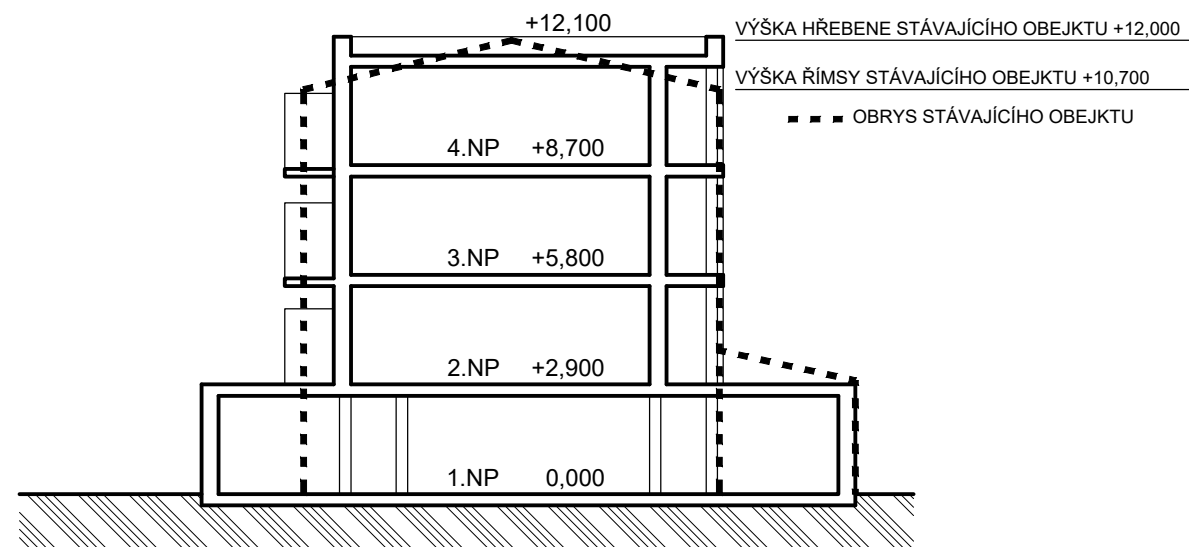 +12,100
VÝŠKA HŘEBENE STÁVAJÍCÍHO OBEJKTU +12,000
VÝŠKA ŘÍMSY STÁVAJÍCÍHO OBEJKTU +10,700
OBRYS STÁVAJÍCÍHO OBEJKTU
4.NP +8,700
3.NP +5,800
2.NP +2,900
1.NP 0,000